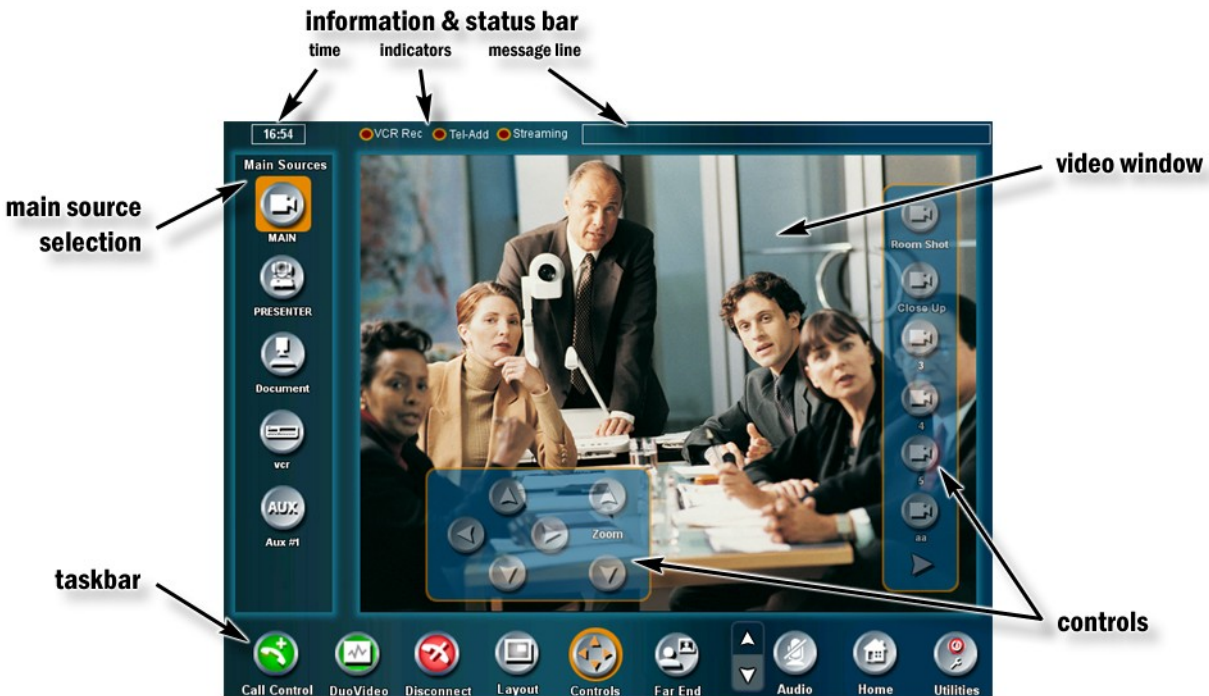 information & status bar
time indicators message line
16:54 VCR Rec Tel-Add Streaming
video window
Main Sources
main source
selection
MAIN
PRESENTER
Document
vcr
AUX
Aux #1
Room Shot
Close Up
3
4
5
aa
Zoom
taskbar
controls
Call Control DuoVideo Disconnect Layout Controls Far End Audio Home Utilities